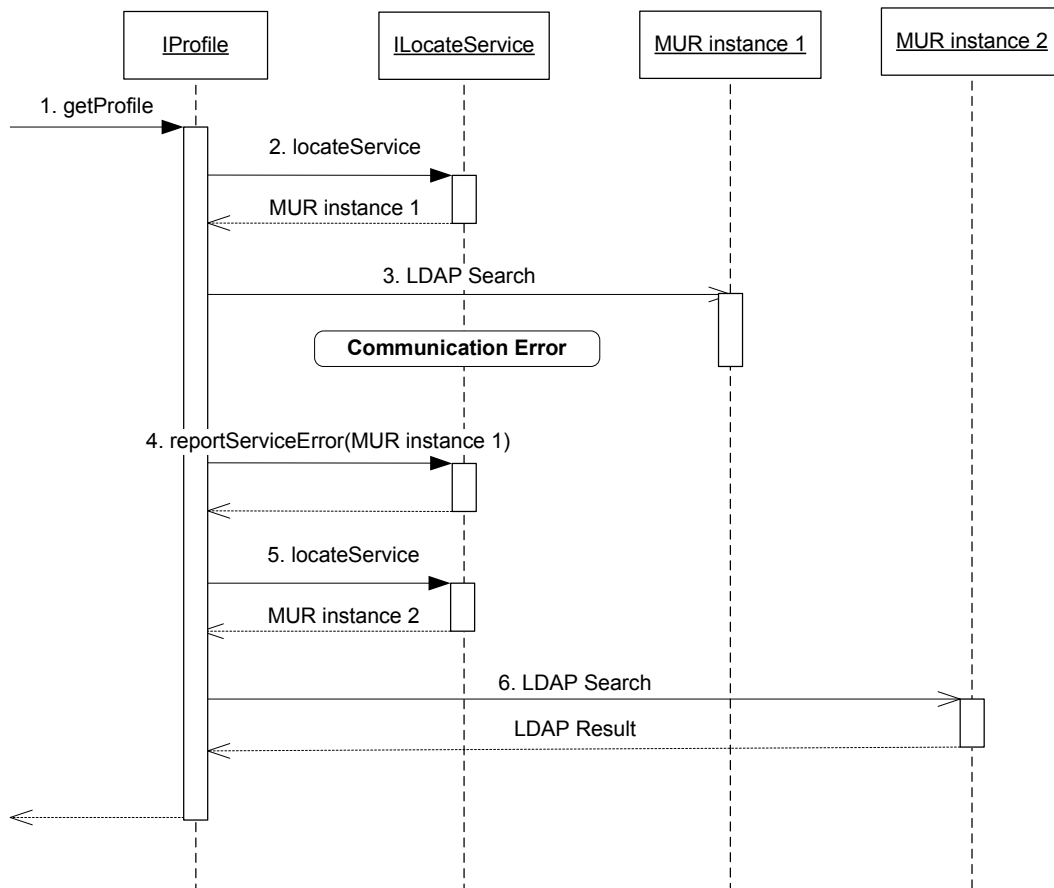 IProfile
ILocateService
MUR instance 1
MUR instance 2
1. getProfile
2. locateService
MUR instance 1
3. LDAP Search
Communication Error
4. reportServiceError(MUR instance 1)
5. locateService
MUR instance 2
6. LDAP Search
LDAP Result